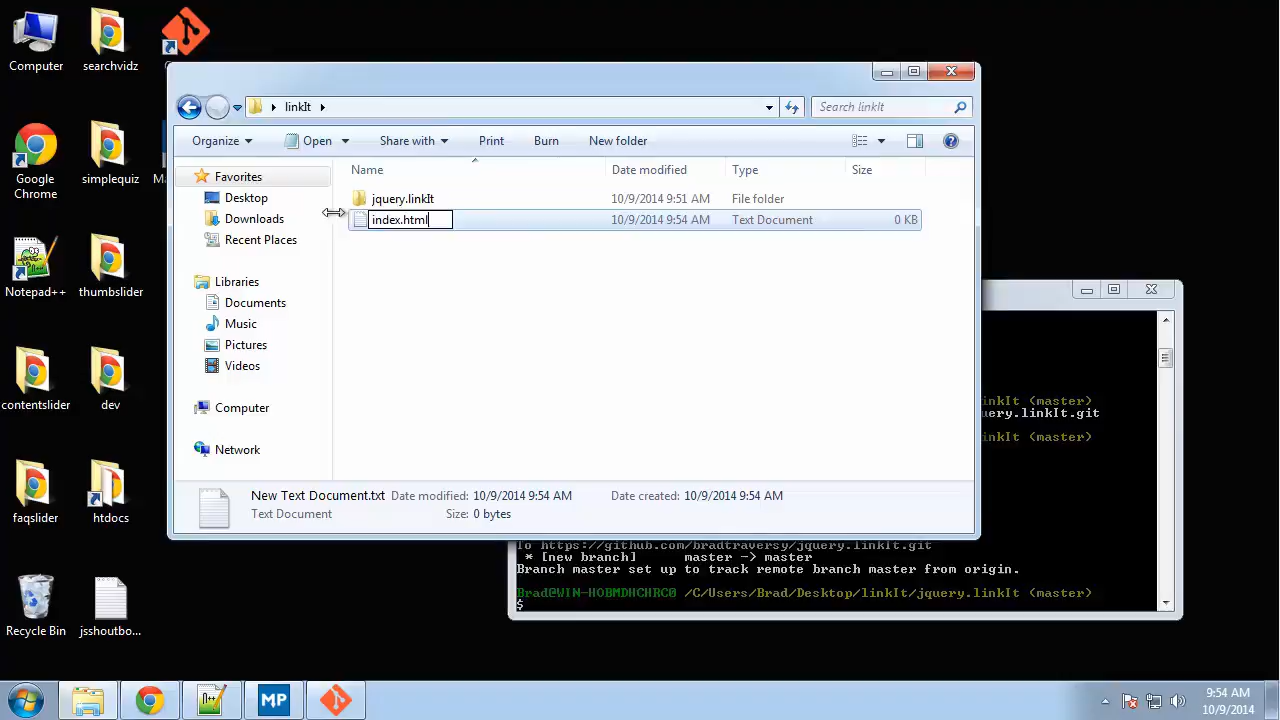 Computer
searchvidz
Google Chrome
simplequiz
Notepad++
thumbslider
contentslider
dev
faqslider
htdocs
Recycle Bin
jsshoutbo...
linkIt
Search linkIt
Organize
Open
Share with
Print
Burn
New folder
Name
Date modified
Type
Size
jquery.linkIt
10/9/2014 9:51 AM
File folder
index.html
10/9/2014 9:54 AM
Text Document
0 KB
Favorites
Desktop
Downloads
Recent Places
Libraries
Documents
Music
Pictures
Videos
Computer
Network
New Text Document.txt
Date modified: 10/9/2014 9:54 AM
Date created: 10/9/2014 9:54 AM
Text Document
Size: 0 bytes
inkIt (master)
uery.linkIt.git
inkIt (master)
To https://github.com/bradtraversy/jquery.linkIt.git
* [new branch] master -> master
Branch master set up to track remote branch master from origin.
Brad@WIN-HOBMDHCHRC0 /C/Users/Brad/Desktop/linkIt/jquery.linkIt (master)
$
MP
9:54 AM
10/9/2014